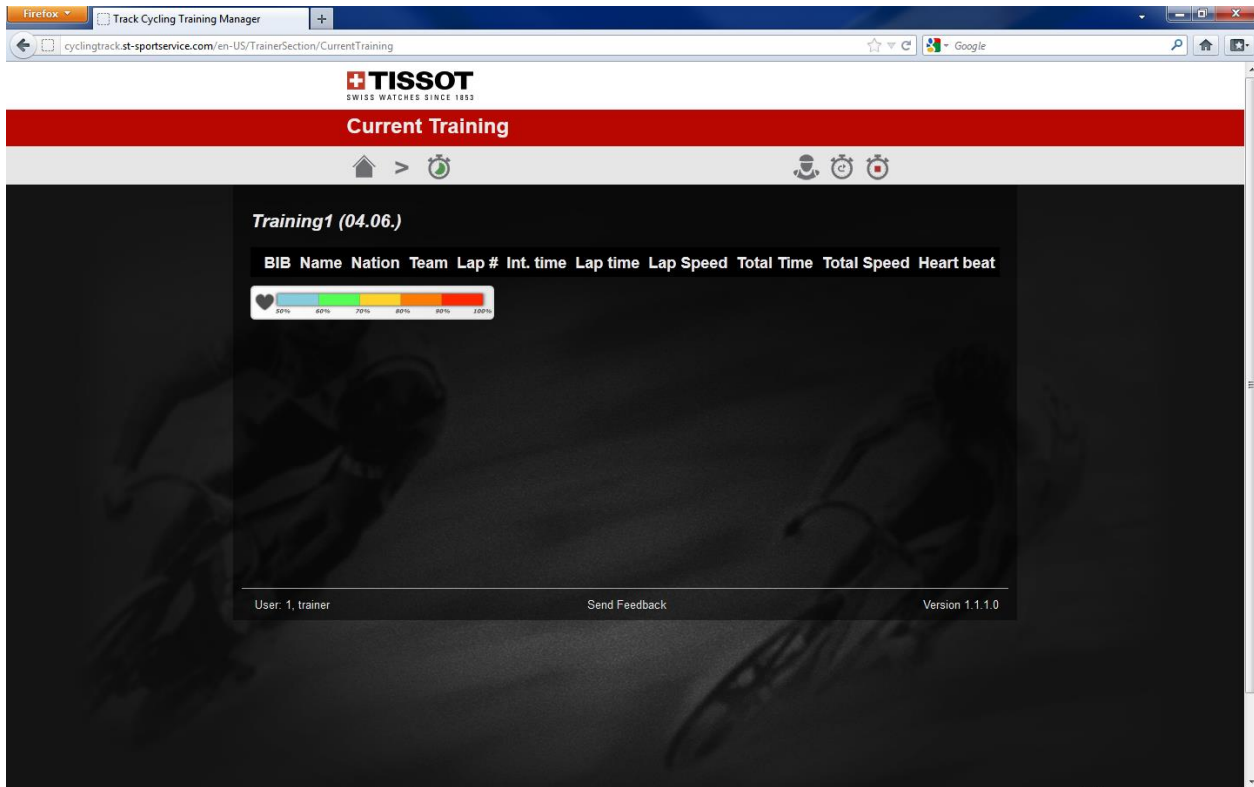 Firefox
Track Cycling Training Manager
cyclingtrack.st-sportservice.com/en-US/TrainerSection/CurrentTraining
Google
TISSOT
SWISS WATCHES SINCE 1853
Current Training
>
Training1 (04.06.)
BIB Name Nation Team Lap # Int. time Lap time Lap Speed Total Time Total Speed Heart beat
50% 60% 70% 80% 90% 100%
User: 1, trainer Send Feedback Version 1.1.1.0